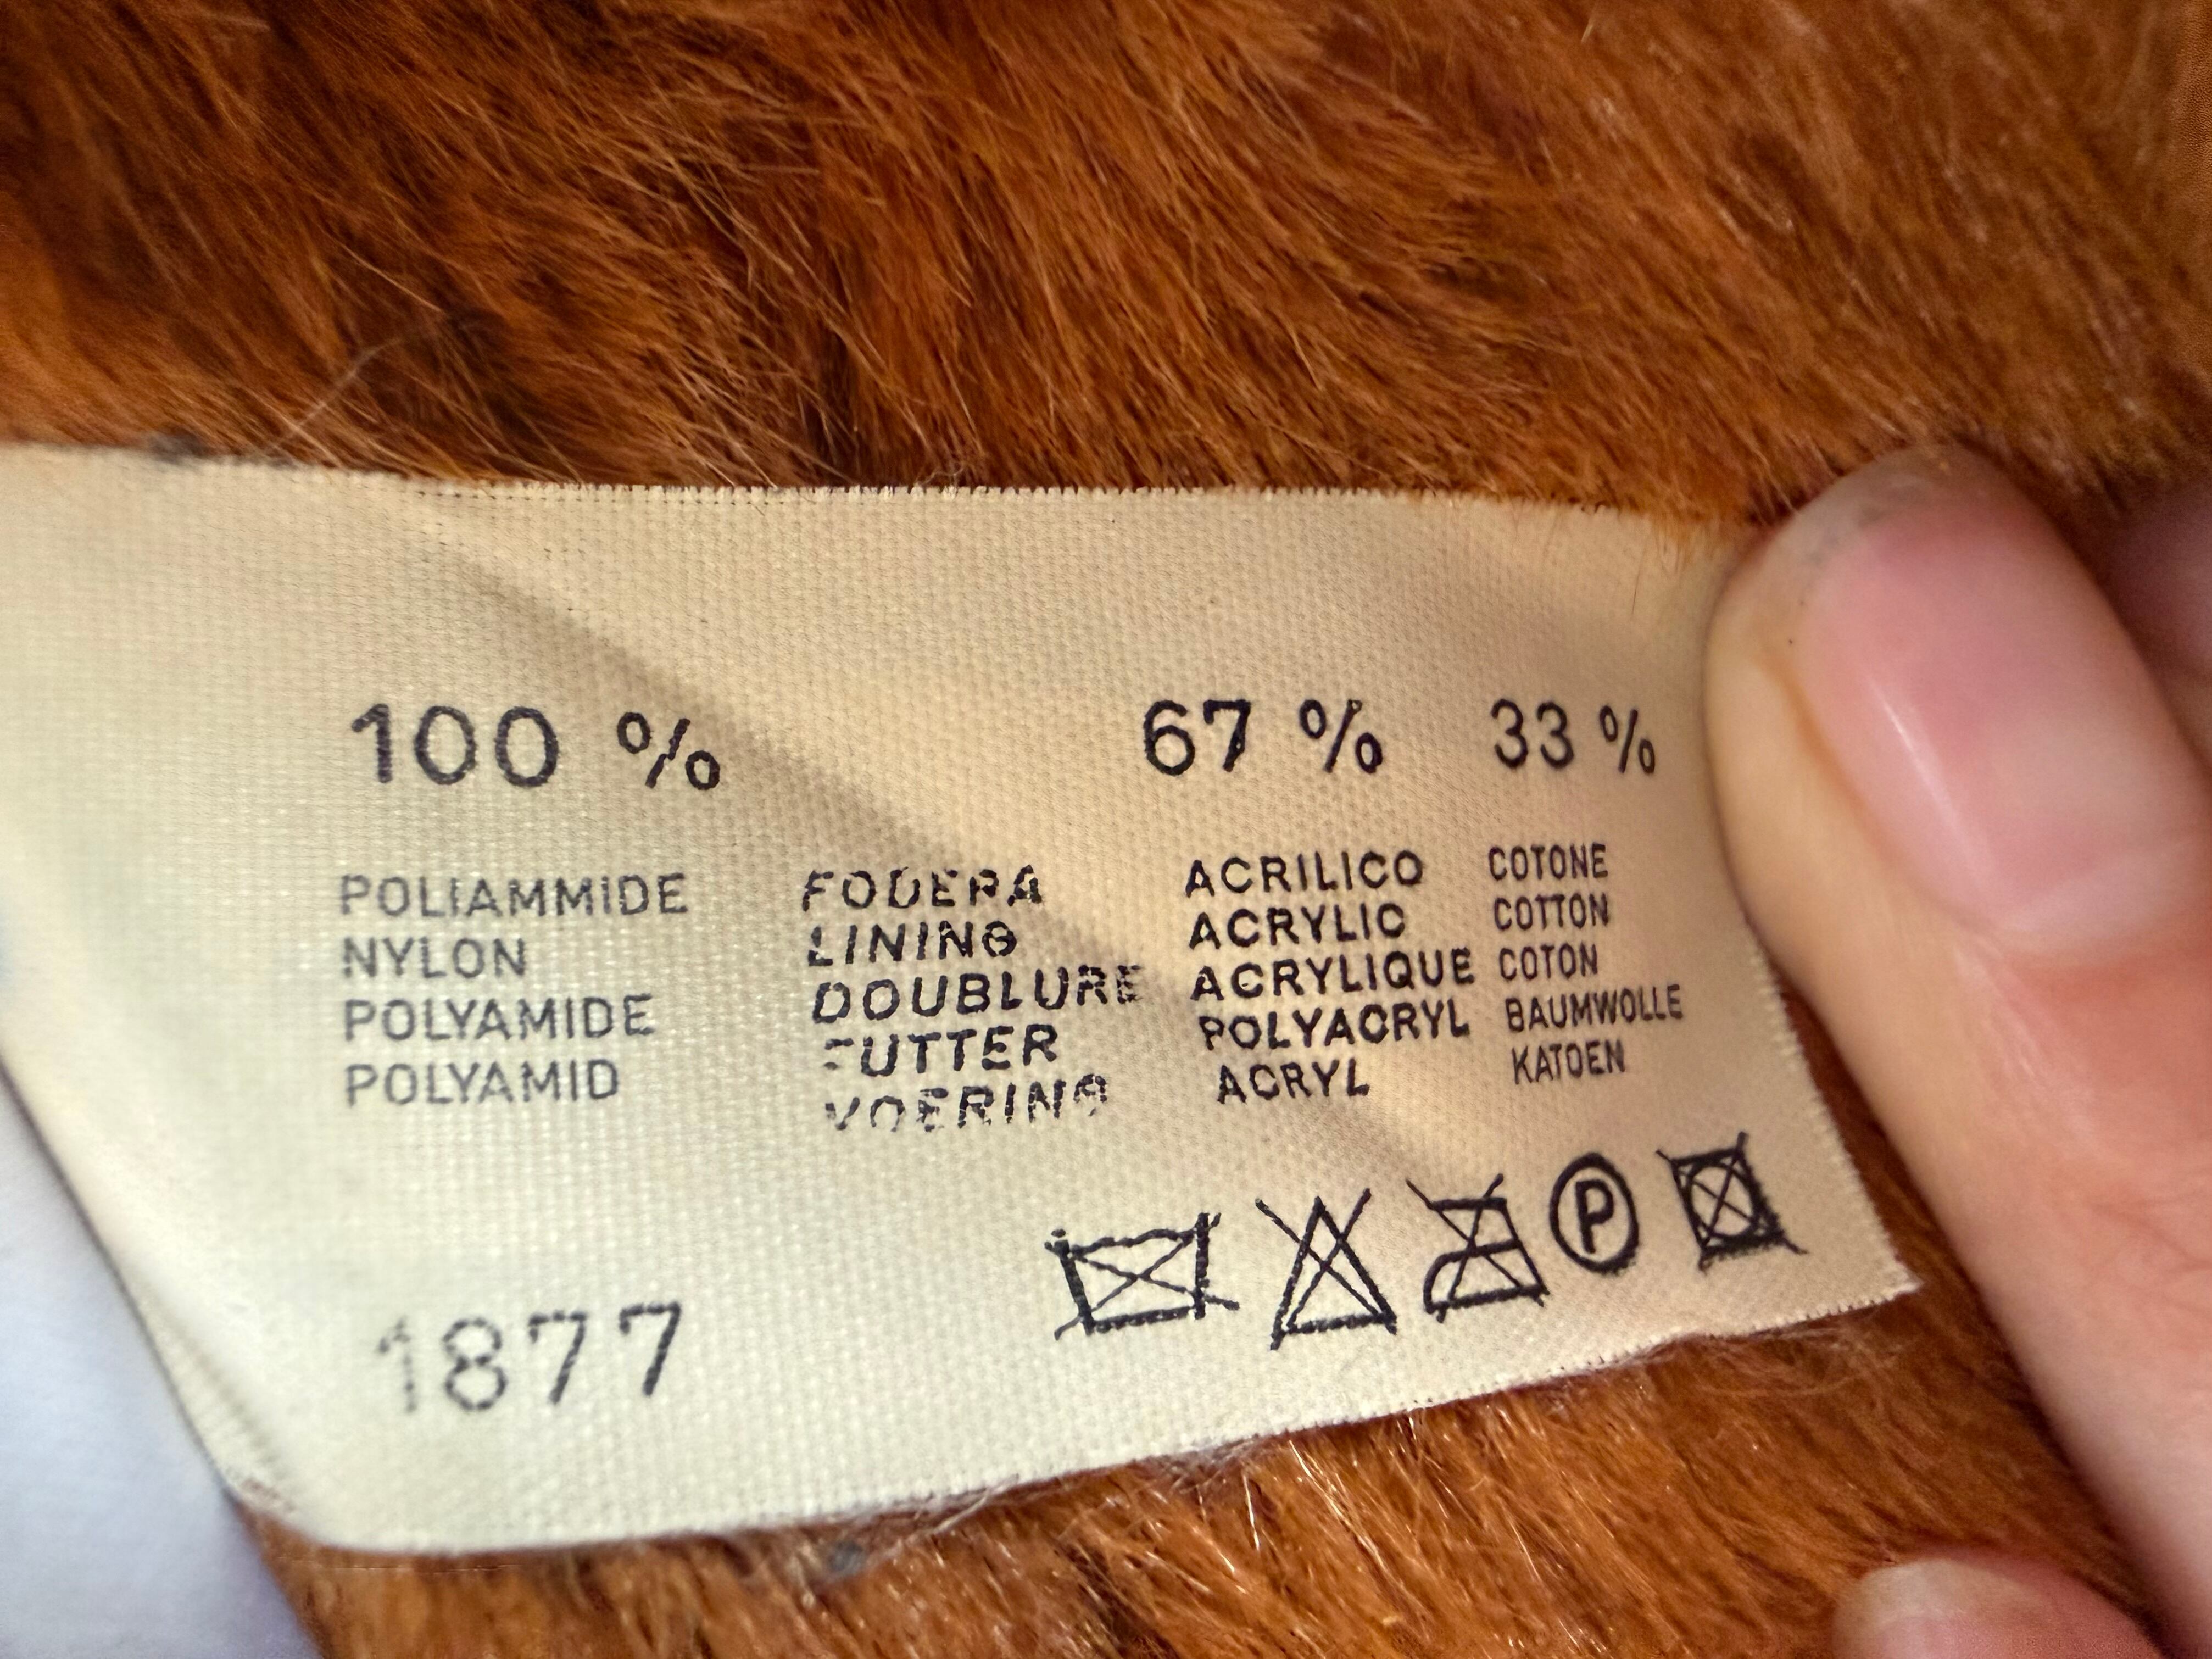 100 %
POLIAMMIDE
NYLON
POLYAMIDE
POLYAMID
FODERA
LINING
DOUBLURE
FUTTER
VOERING
67 %
ACRILICO
ACRYLIC
ACRYLIQUE
POLYACRYL
ACRYL
33 %
COTONE
COTTON
COTON
BAUMWOLLE
KATOEN
P
1877